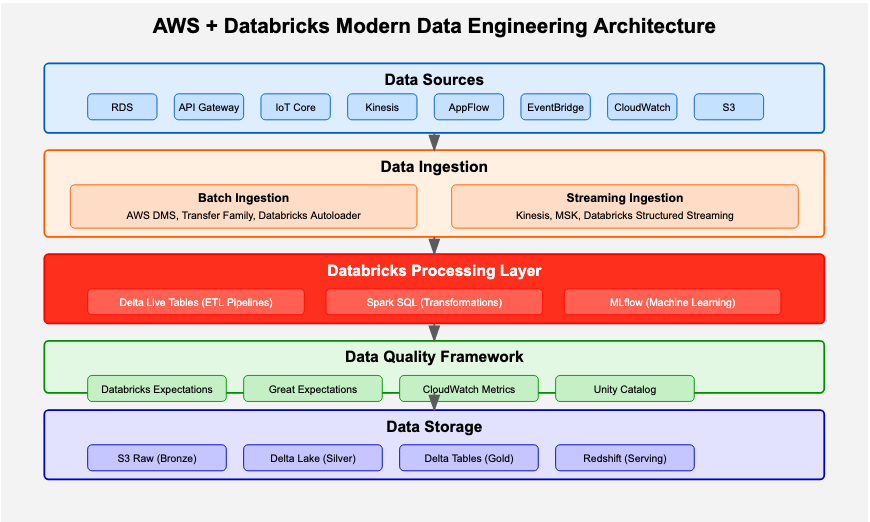 AWS + Databricks Modern Data Engineering Architecture
Data Sources
RDS
API Gateway
IoT Core
Kinesis
AppFlow
EventBridge
CloudWatch
S3
Data Ingestion
Batch Ingestion
AWS DMS, Transfer Family, Databricks Autoloader
Streaming Ingestion
Kinesis, MSK, Databricks Structured Streaming
Databricks Processing Layer
Delta Live Tables (ETL Pipelines)
Spark SQL (Transformations)
MLflow (Machine Learning)
Data Quality Framework
Databricks Expectations
Great Expectations
CloudWatch Metrics
Unity Catalog
Data Storage
S3 Raw (Bronze)
Delta Lake (Silver)
Delta Tables (Gold)
Redshift (Serving)